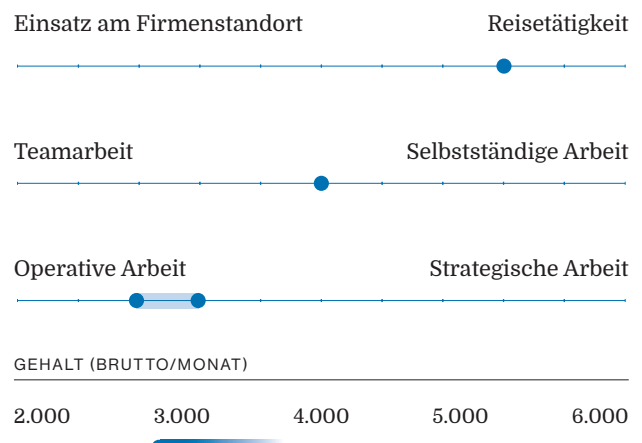 Einsatz am Firmenstandort Reisetätigkeit
Teamarbeit Selbstständige Arbeit
Operative Arbeit Strategische Arbeit
GEHALT (BRUTTO/MONAT)
2.000 3.000 4.000 5.000 6.000